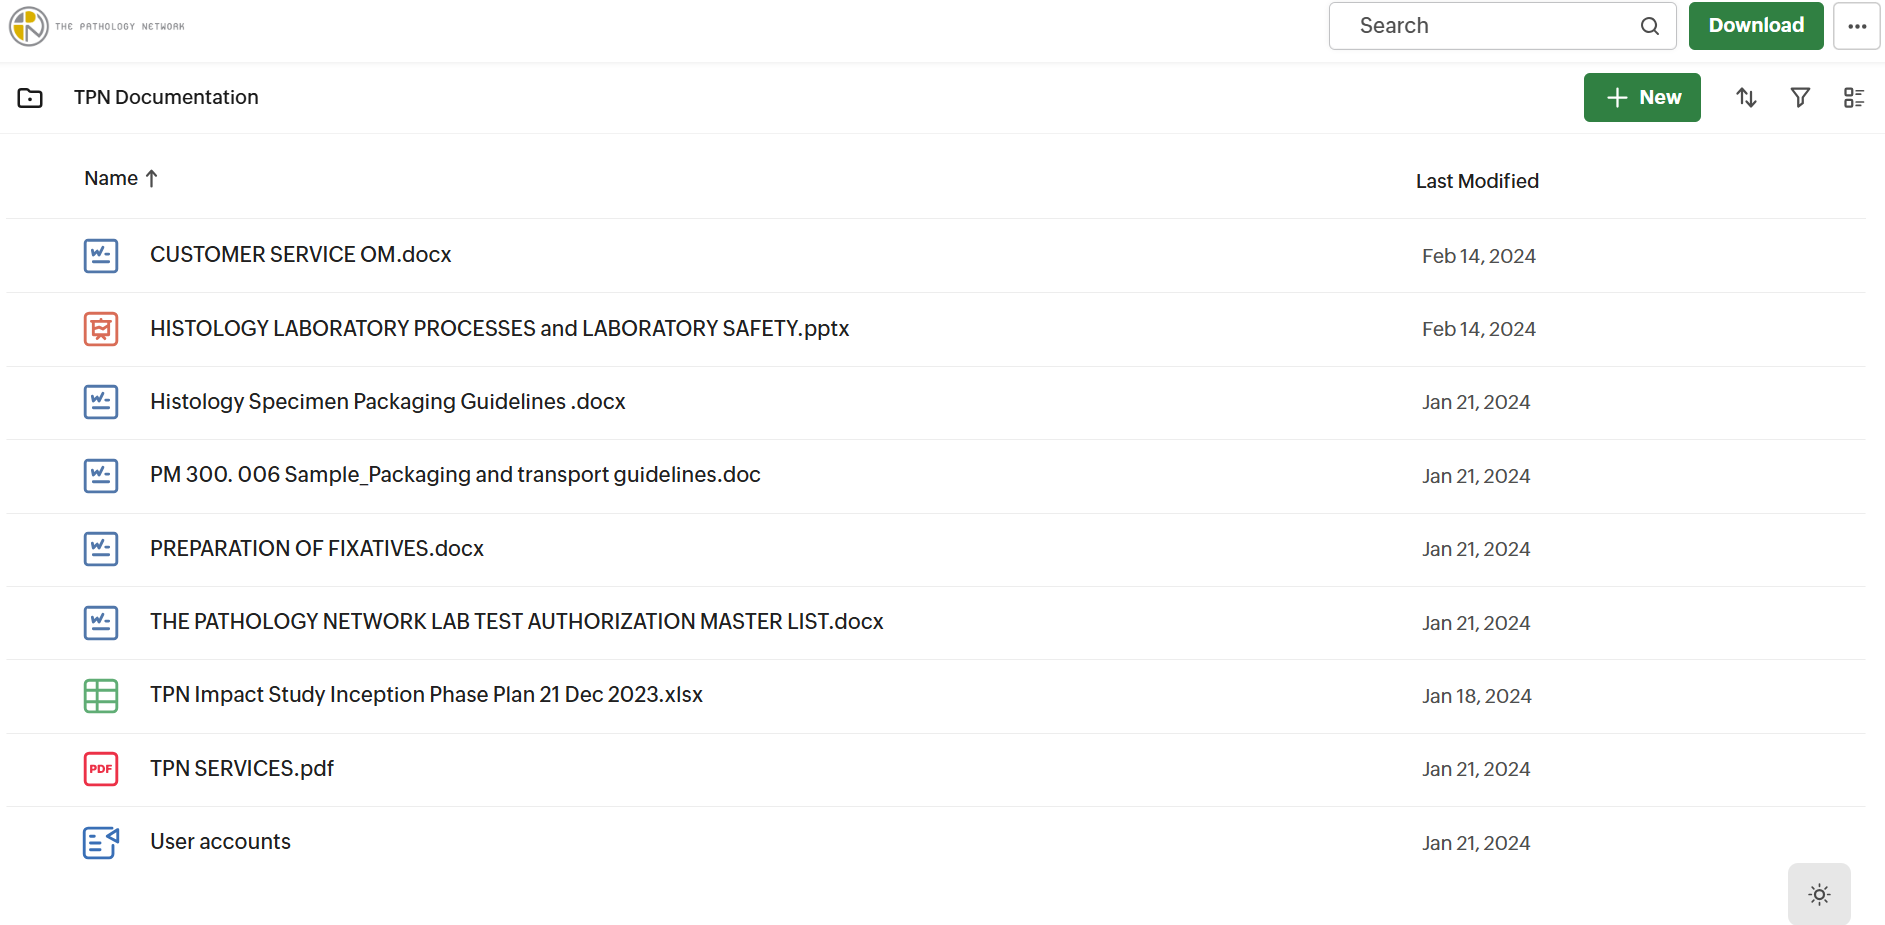 THE PATHOLOGY NETWORK
Search
Download
TPN Documentation
New
Name
Last Modified
CUSTOMER SERVICE OM.docx
Feb 14, 2024
HISTOLOGY LABORATORY PROCESSES and LABORATORY SAFETY.pptx
Feb 14, 2024
Histology Specimen Packaging Guidelines .docx
Jan 21, 2024
PM 300. 006 Sample_Packaging and transport guidelines.doc
Jan 21, 2024
PREPARATION OF FIXATIVES.docx
Jan 21, 2024
THE PATHOLOGY NETWORK LAB TEST AUTHORIZATION MASTER LIST.docx
Jan 21, 2024
TPN Impact Study Inception Phase Plan 21 Dec 2023.xlsx
Jan 18, 2024
PDF
TPN SERVICES.pdf
Jan 21, 2024
User accounts
Jan 21, 2024